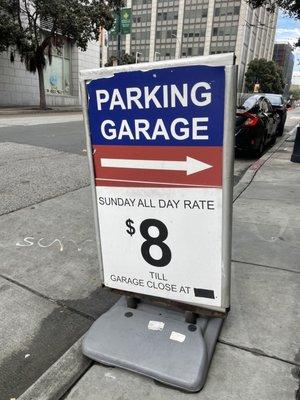 PARKING
GARAGE
SUNDAY ALL DAY RATE
$8
TILL
GARAGE CLOSE AT